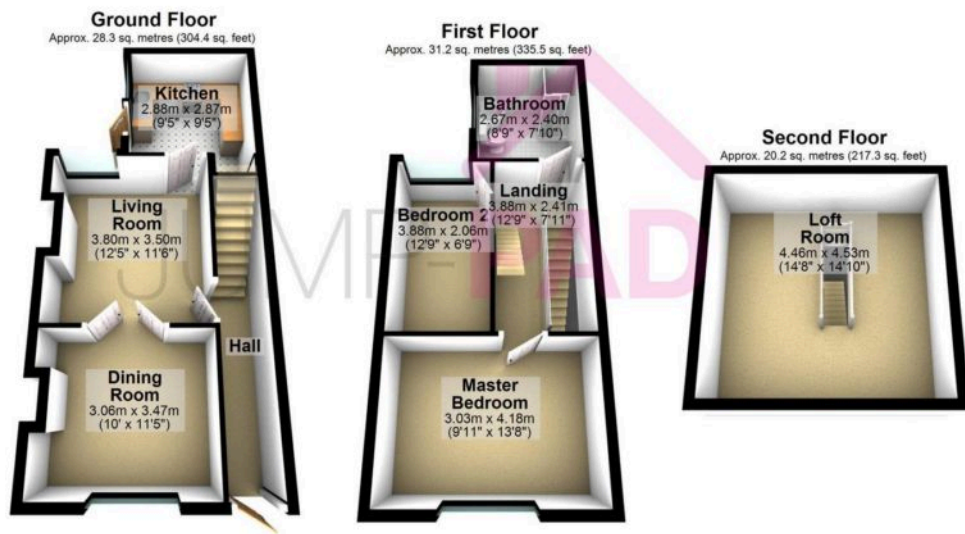 Ground Floor
Approx. 28.3 sq. metres (304.4 sq. feet)
Kitchen
2.88m x 2.87m
(9'5" x 9'5")
Living
Room
3.80m x 3.50m
(12'5" x 11'6")
Hall
Dining
Room
3.06m x 3.47m
(10' x 11'5")
First Floor
Approx. 31.2 sq. metres (335.5 sq. feet)
Bathroom
2.67m x 2.40m
(8'9" x 7'10")
Landing
3.88m x 2.41m
(12'9" x 7'11")
Bedroom 2
3.88m x 2.06m
(12'9" x 6'9")
Master
Bedroom
3.03m x 4.18m
(9'11" x 13'8")
Second Floor
Approx. 20.2 sq. metres (217.3 sq. feet)
Loft
Room
4.46m x 4.53m
(14'8" x 14'10")
JUMP-PAD